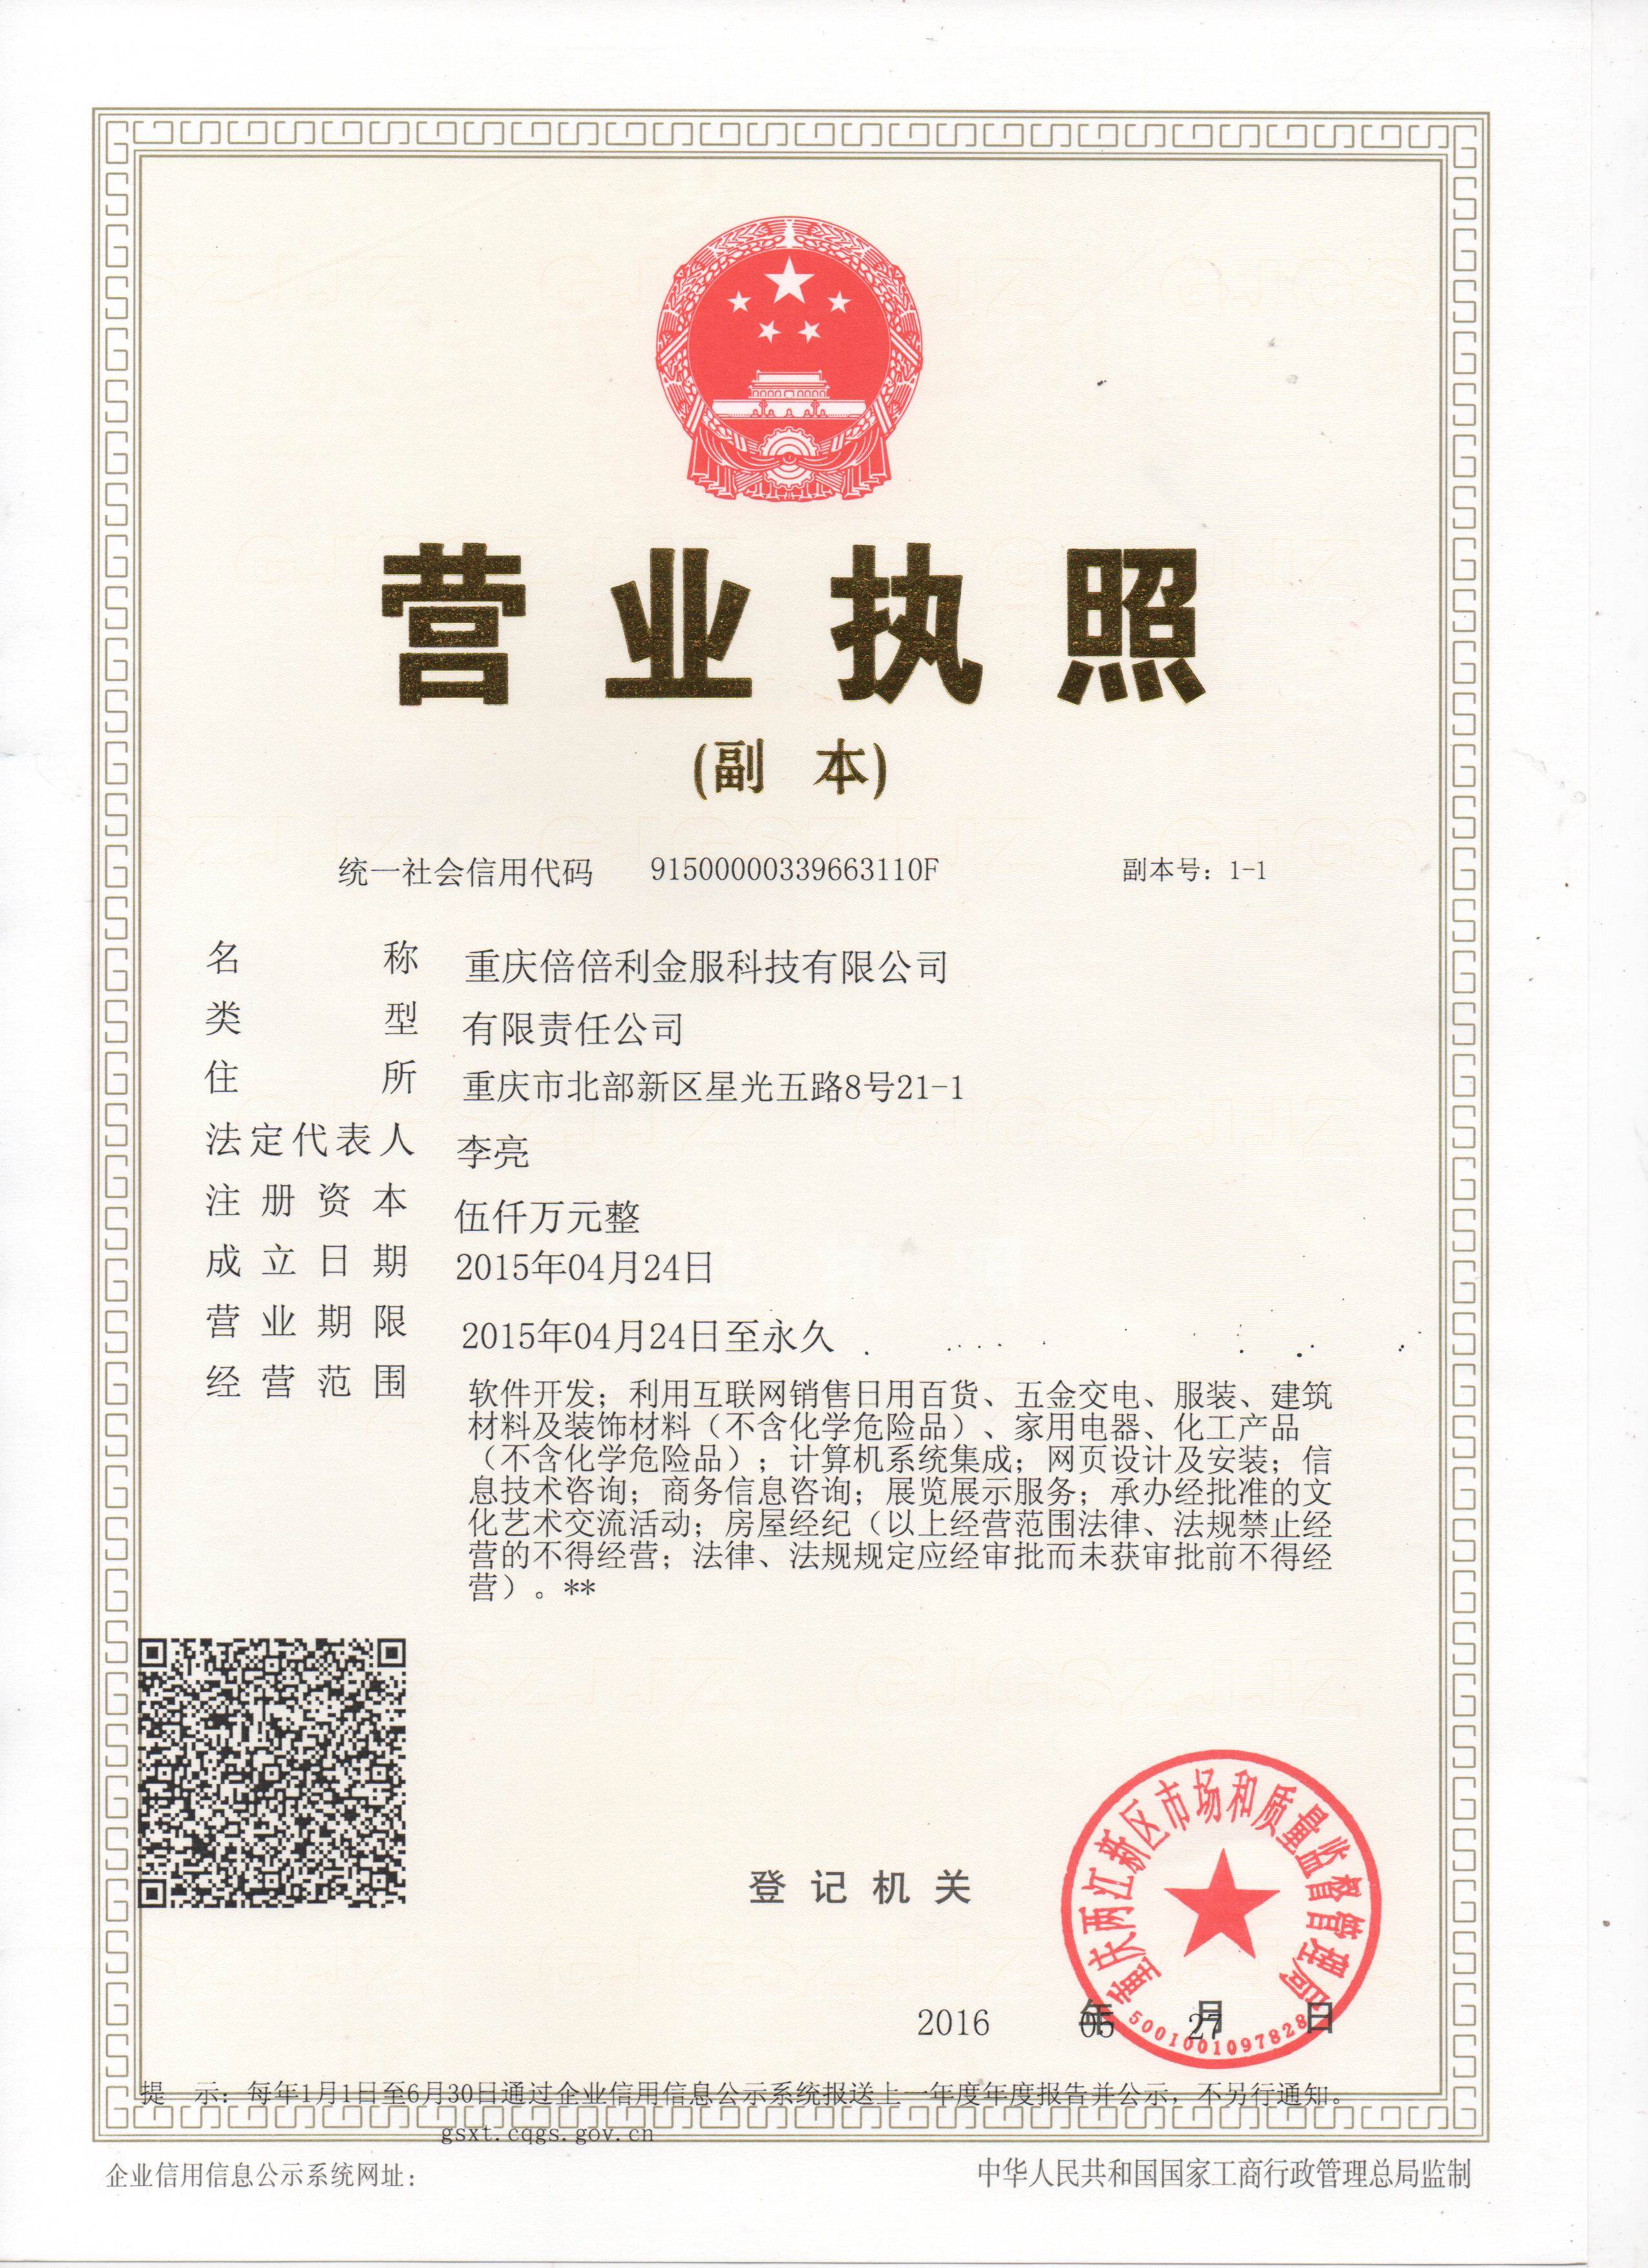 营业执照
(副 本)
统一社会信用代码 91500000339663110F 副本号：1-1
名称 重庆倍倍利金服科技有限公司
类型 有限责任公司
住所 重庆市北部新区星光五路8号21-1
法定代表人 李亮
注册资本 伍仟万元整
成立日期 2015年04月24日
营业期限 2015年04月24日至永久
经营范围 软件开发；利用互联网销售日用百货、五金交电、服装、建筑
材料及装饰材料（不含化学危险品）、家用电器、化工产品
（不含化学危险品）；计算机系统集成；网页设计及安装；信
息技术咨询；商务信息咨询；展览展示服务；承办经批准的文
化艺术交流活动；房屋经纪（以上经营范围法律、法规禁止经
营的不得经营；法律、法规规定应经审批而未获审批前不得经
营）。**
登记机关
重庆两江新区市场和质量监督管理局
5001001097828
2016 年 05 月 27 日
提 示：每年1月1日至6月30日通过企业信用信息公示系统报送上一年度年度报告并公示，不另行通知。
gsxt.cqgs.gov.cn
企业信用信息公示系统网址：
中华人民共和国国家工商行政管理总局监制